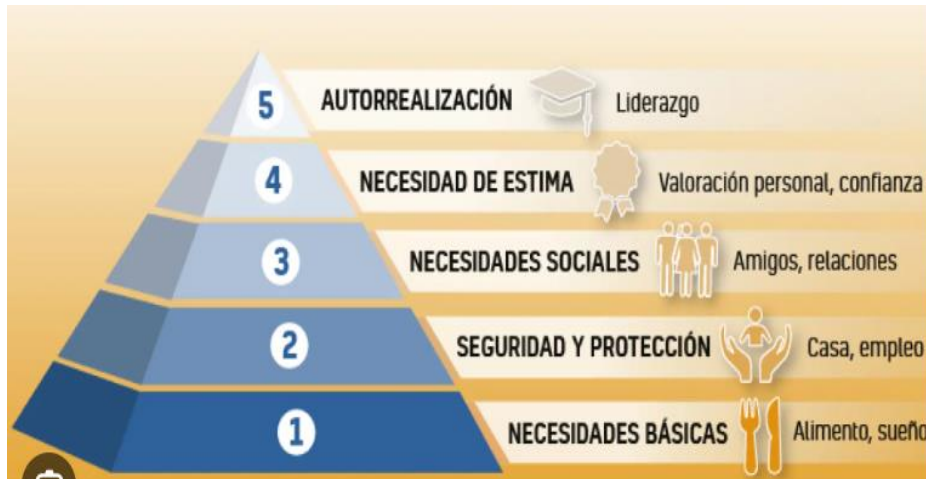 5 AUTORREALIZACIÓN Liderazgo
4 NECESIDAD DE ESTIMA Valoración personal, confianza
3 NECESIDADES SOCIALES Amigos, relaciones
2 SEGURIDAD Y PROTECCIÓN Casa, empleo
1 NECESIDADES BÁSICAS Alimento, sueño